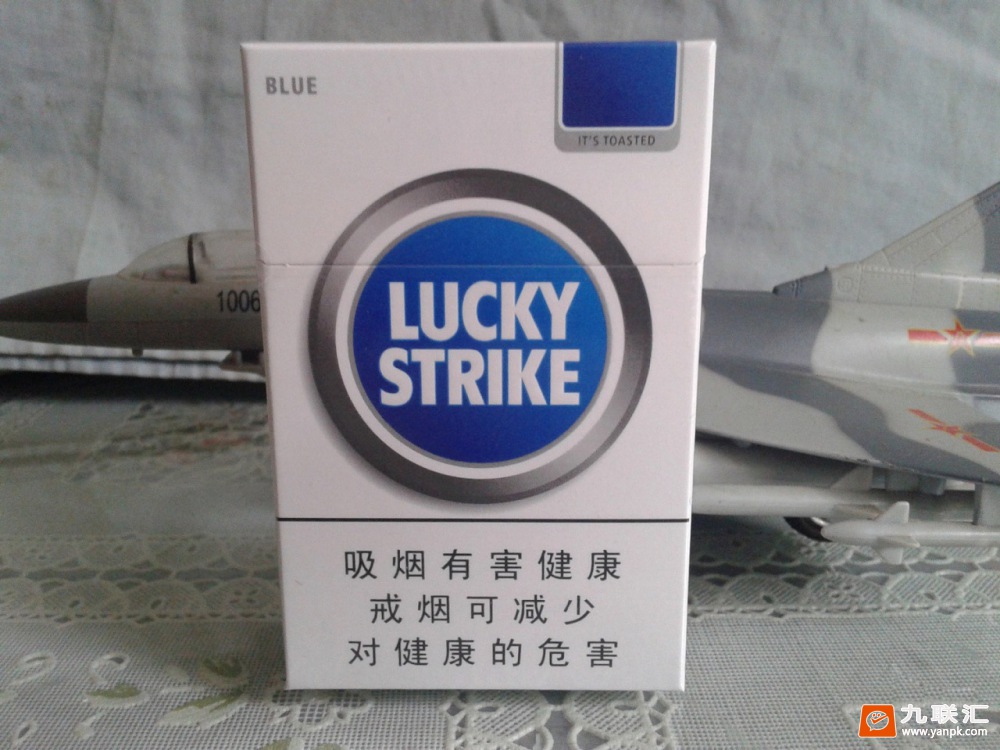 BLUE
IT'S TOASTED
LUCKY
STRIKE
1006
吸烟有害健康
戒烟可减少
对健康的危害
九联汇
www.yanpk.com